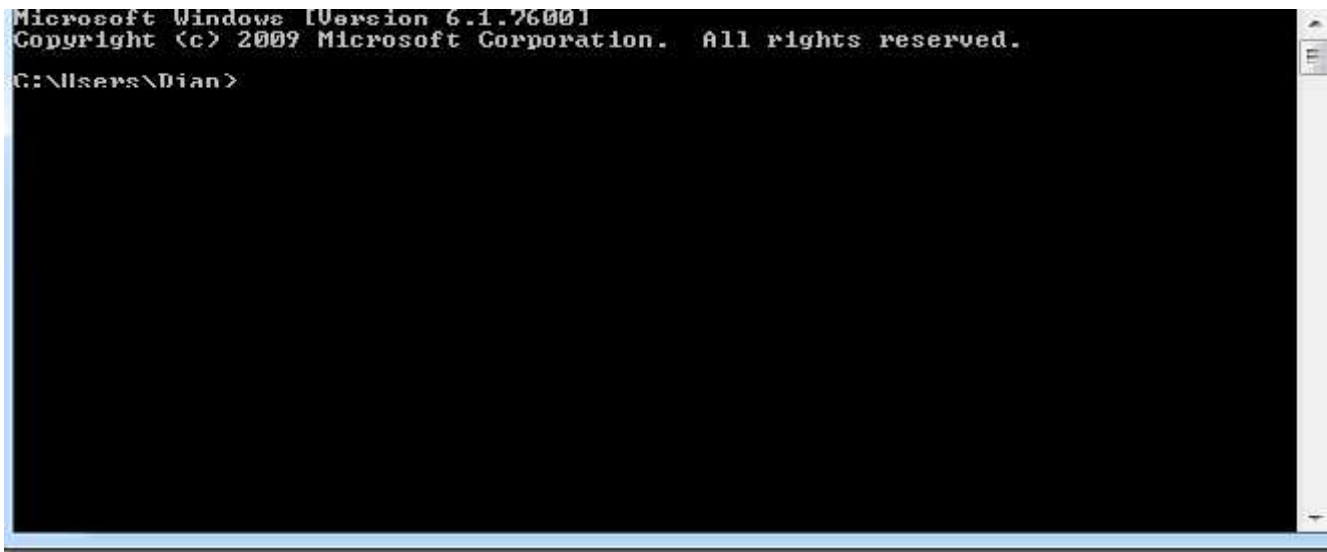 Microsoft Windows [Version 6.1.7600]
Copyright (c) 2009 Microsoft Corporation.  All rights reserved.
C:\Users\Dian>